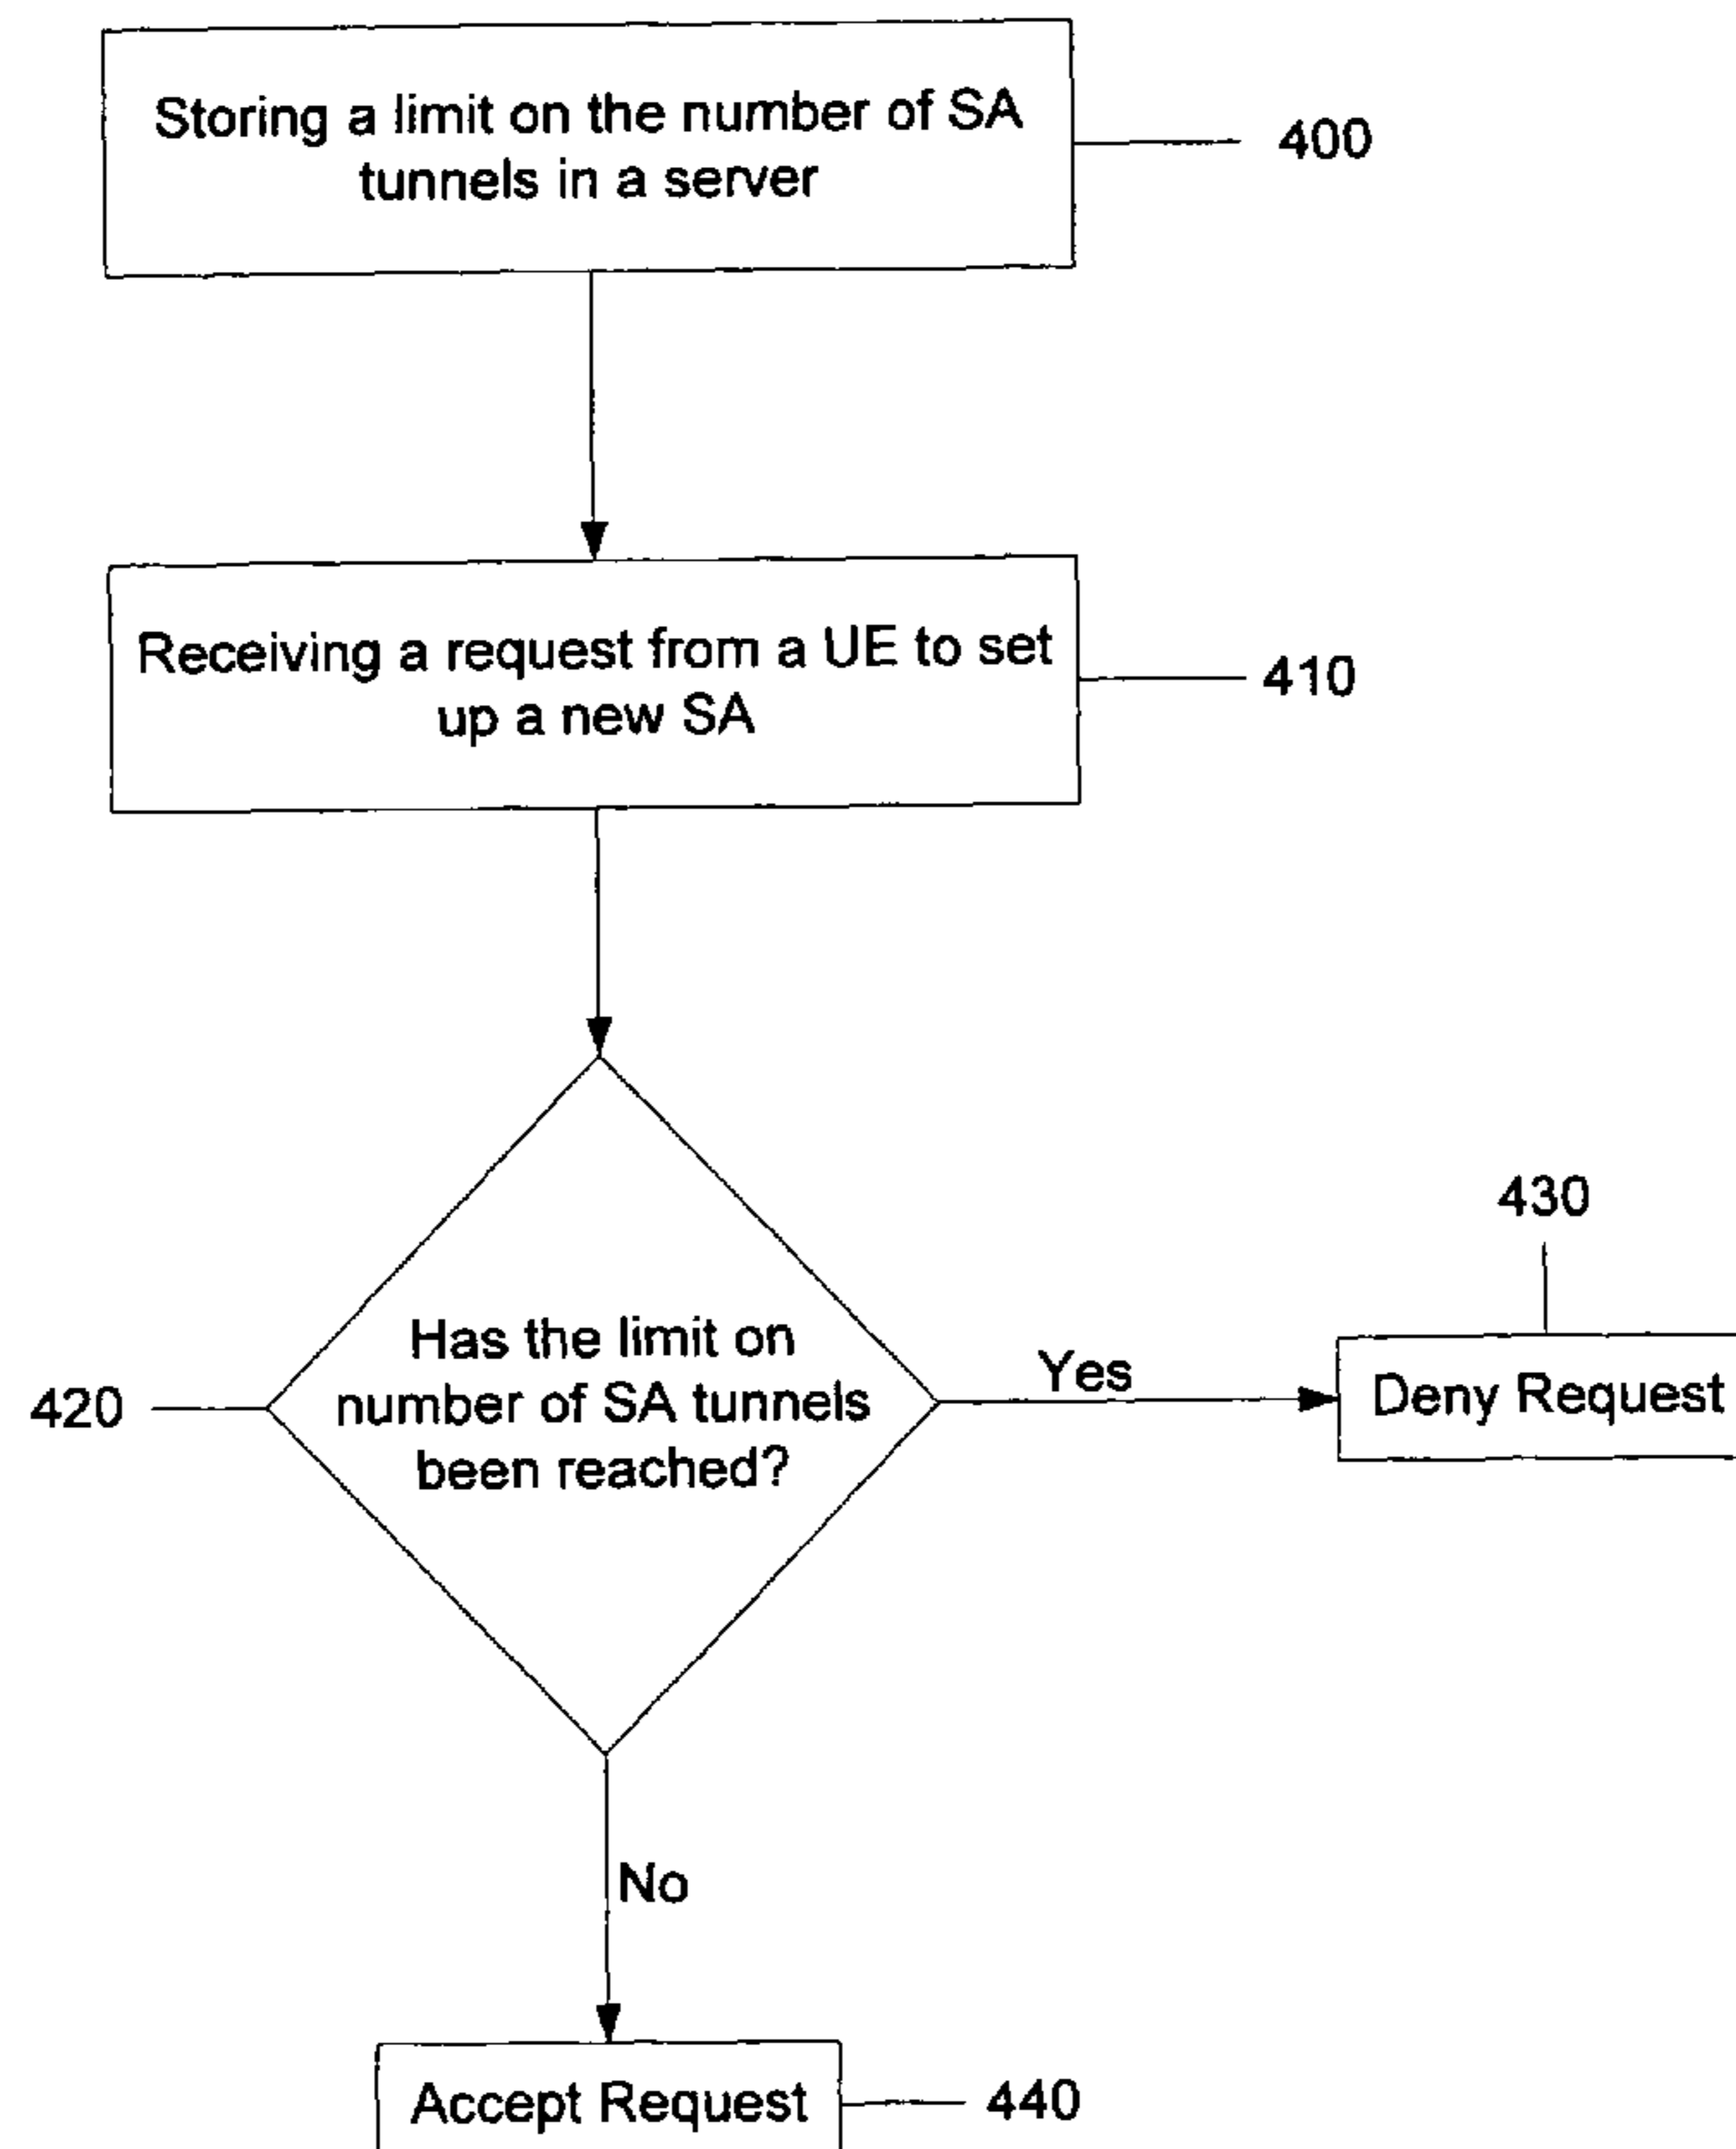 Storing a limit on the number of SA
tunnels in a server
400
Receiving a request from a UE to set
up a new SA
410
430
Has the limit on
number of SA tunnels
been reached?
420
Yes
Deny Request
No
Accept Request
440